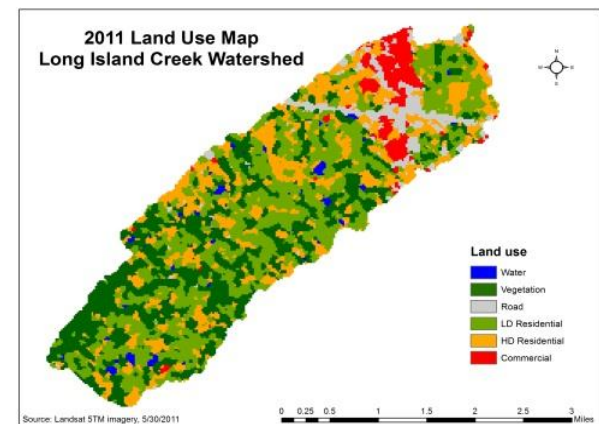 2011 Land Use Map
Long Island Creek Watershed
N
W E
S
Land use
Water
Vegetation
Road
LD Residential
HD Residential
Commercial
Source: Landsat 5TM imagery, 5/30/2011
0 0.25 0.5 1 1.5 2 2.5 3
Miles